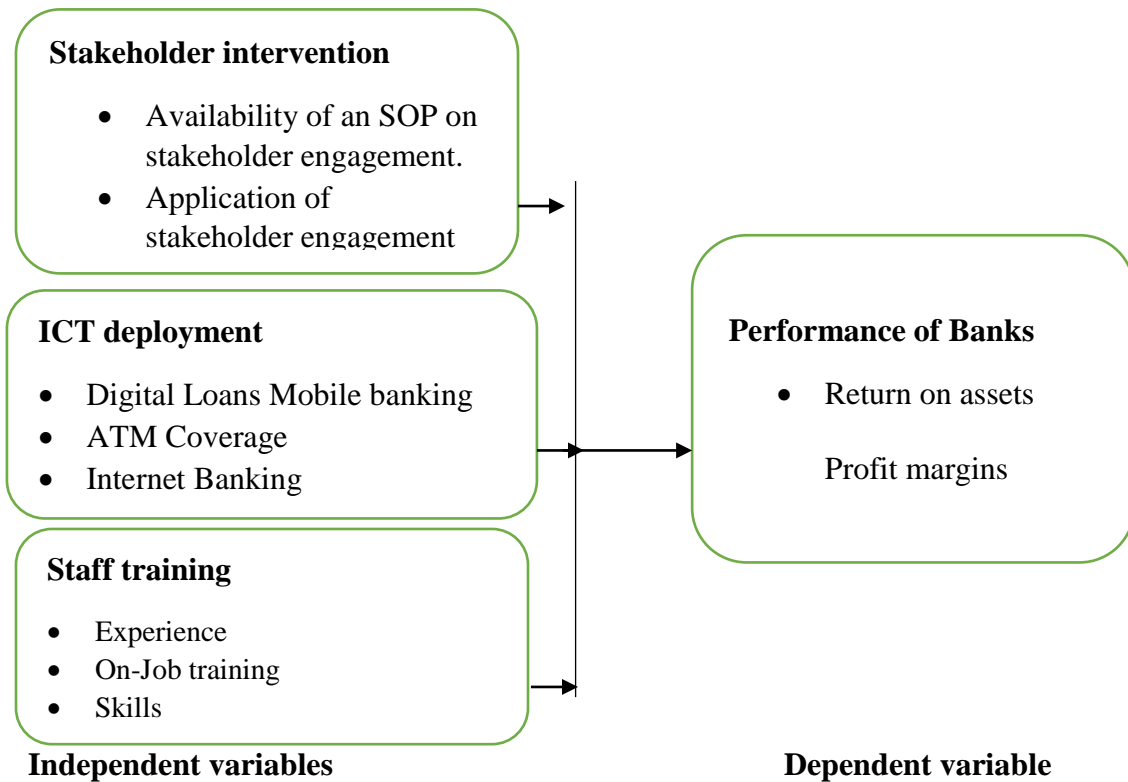 Stakeholder intervention
• Availability of an SOP on
stakeholder engagement.
• Application of
stakeholder engagement
ICT deployment
• Digital Loans Mobile banking
• ATM Coverage
• Internet Banking
Staff training
• Experience
• On-Job training
• Skills
Independent variables
Performance of Banks
• Return on assets
Profit margins
Dependent variable